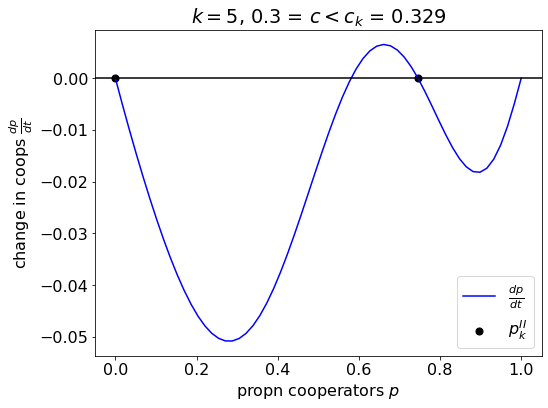 k = 5, 0.3 = c < c_k = 0.329
change in coops dp/dt
0.00
−0.01
−0.02
−0.03
−0.04
−0.05
dp/dt
p_k^II
0.0 0.2 0.4 0.6 0.8 1.0
propn cooperators p